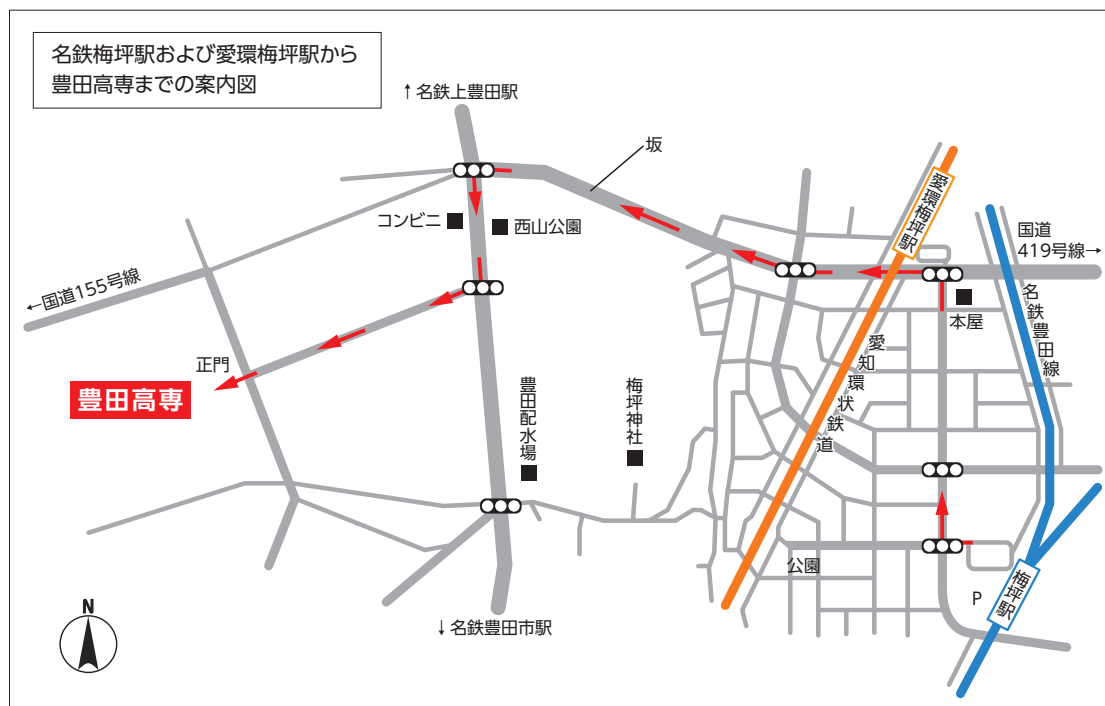 名鉄梅坪駅および愛環梅坪駅から
豊田高専までの案内図
↑名鉄上豊田駅
坂
コンビニ
西山公園
愛環梅坪駅
国道
419号線→
←国道155号線
本屋
名鉄豊田線
愛知環状鉄道
正門
豊田高専
豊田配水場
梅坪神社
公園
P
梅坪駅
N
↓名鉄豊田市駅